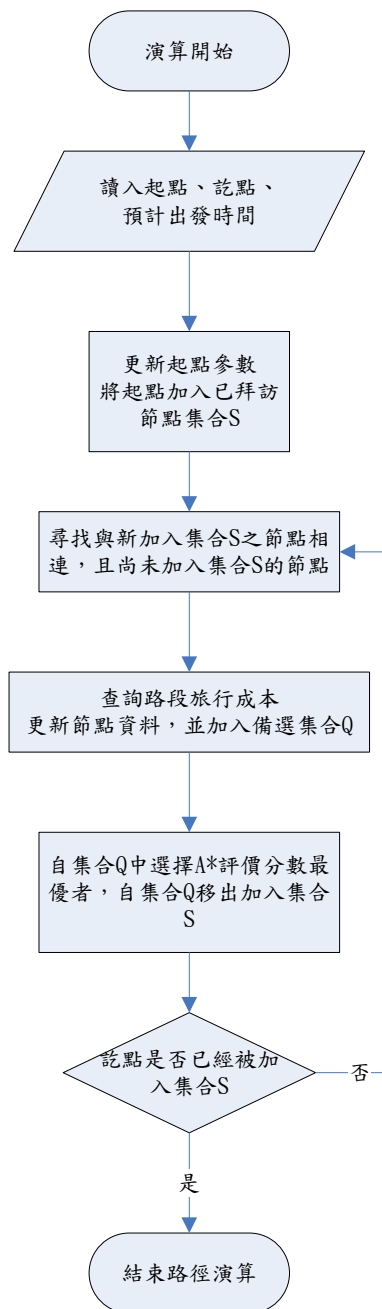 演算開始
讀入起點、訖點、
預計出發時間
更新起點參數
將起點加入已拜訪
節點集合S
尋找與新加入集合S之節點相
連，且尚未加入集合S的節點
查詢路段旅行成本
更新節點資料，並加入備選集合Q
自集合Q中選擇A*評價分數最
優者，自集合Q移出加入集合
S
訖點是否已經被加
入集合S
否
是
結束路徑演算